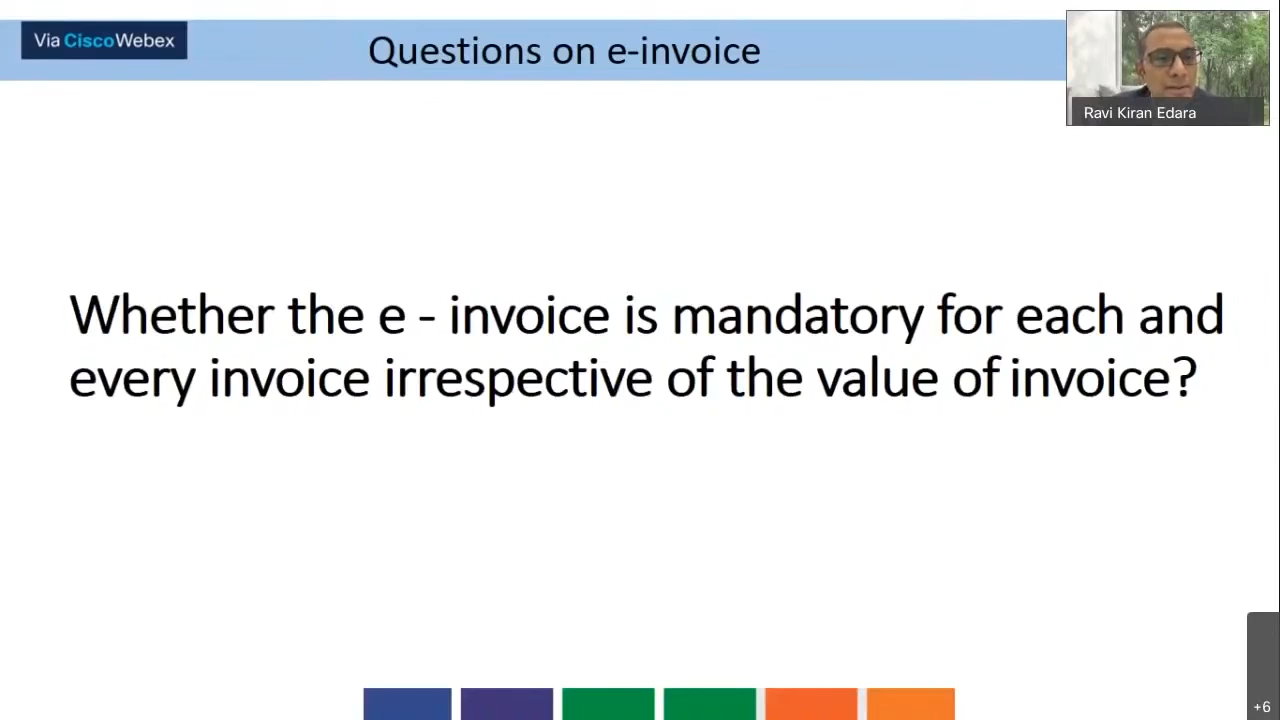 Via CiscoWebex
Questions on e-invoice
Ravi Kiran Edara
Whether the e - invoice is mandatory for each and
every invoice irrespective of the value of invoice?
+6